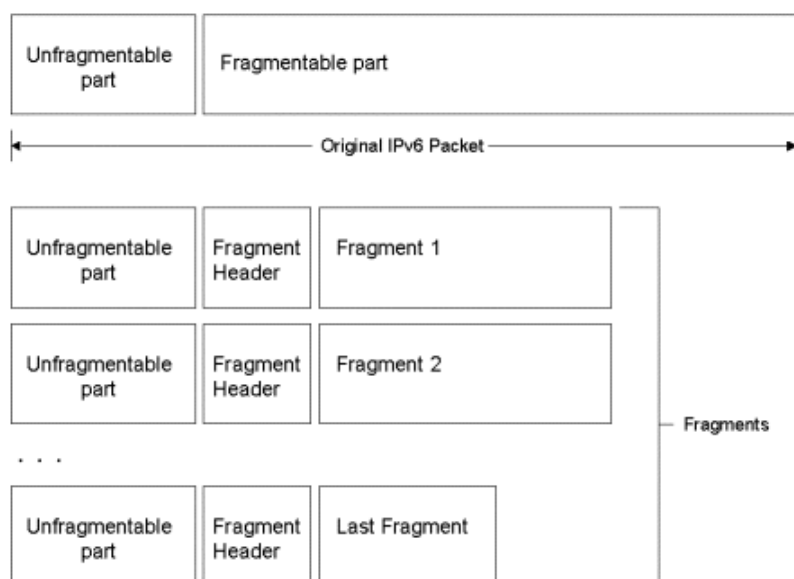 Unfragmentable
part
Fragmentable part
Original IPv6 Packet
Unfragmentable
part
Fragment
Header
Fragment 1
Unfragmentable
part
Fragment
Header
Fragment 2
Fragments
. . .
Unfragmentable
part
Fragment
Header
Last Fragment